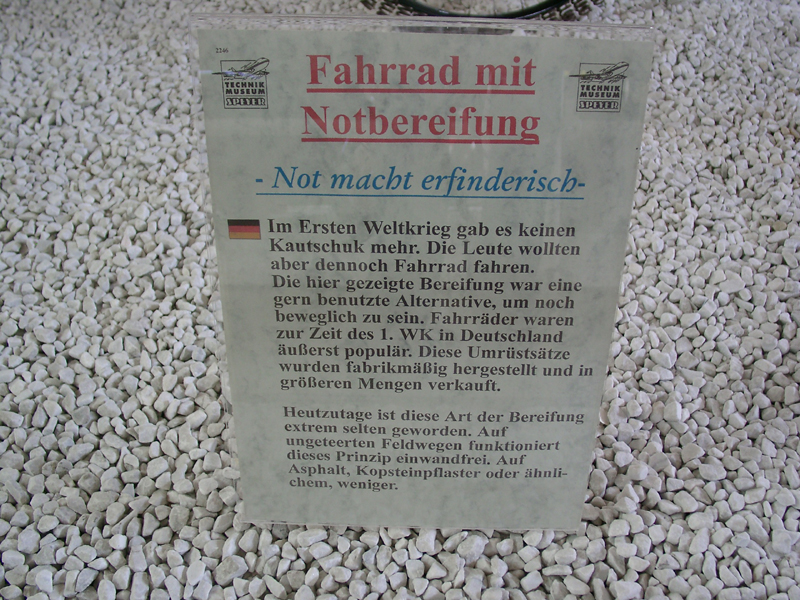 2246
TECHNIK
MUSEUM
SPEYER
Fahrrad mit
Notbereifung
TECHNIK
MUSEUM
SPEYER
- Not macht erfinderisch-
Im Ersten Weltkrieg gab es keinen
Kautschuk mehr. Die Leute wollten
aber dennoch Fahrrad fahren.
Die hier gezeigte Bereifung war eine
gern benutzte Alternative, um noch
beweglich zu sein. Fahrräder waren
zur Zeit des 1. WK in Deutschland
äußerst populär. Diese Umrüstsätze
wurden fabrikmäßig hergestellt und in
größeren Mengen verkauft.
Heutzutage ist diese Art der Bereifung
extrem selten geworden. Auf
ungeteerten Feldwegen funktioniert
dieses Prinzip einwandfrei. Auf
Asphalt, Kopsteinpflaster oder ähnli-
chem, weniger.